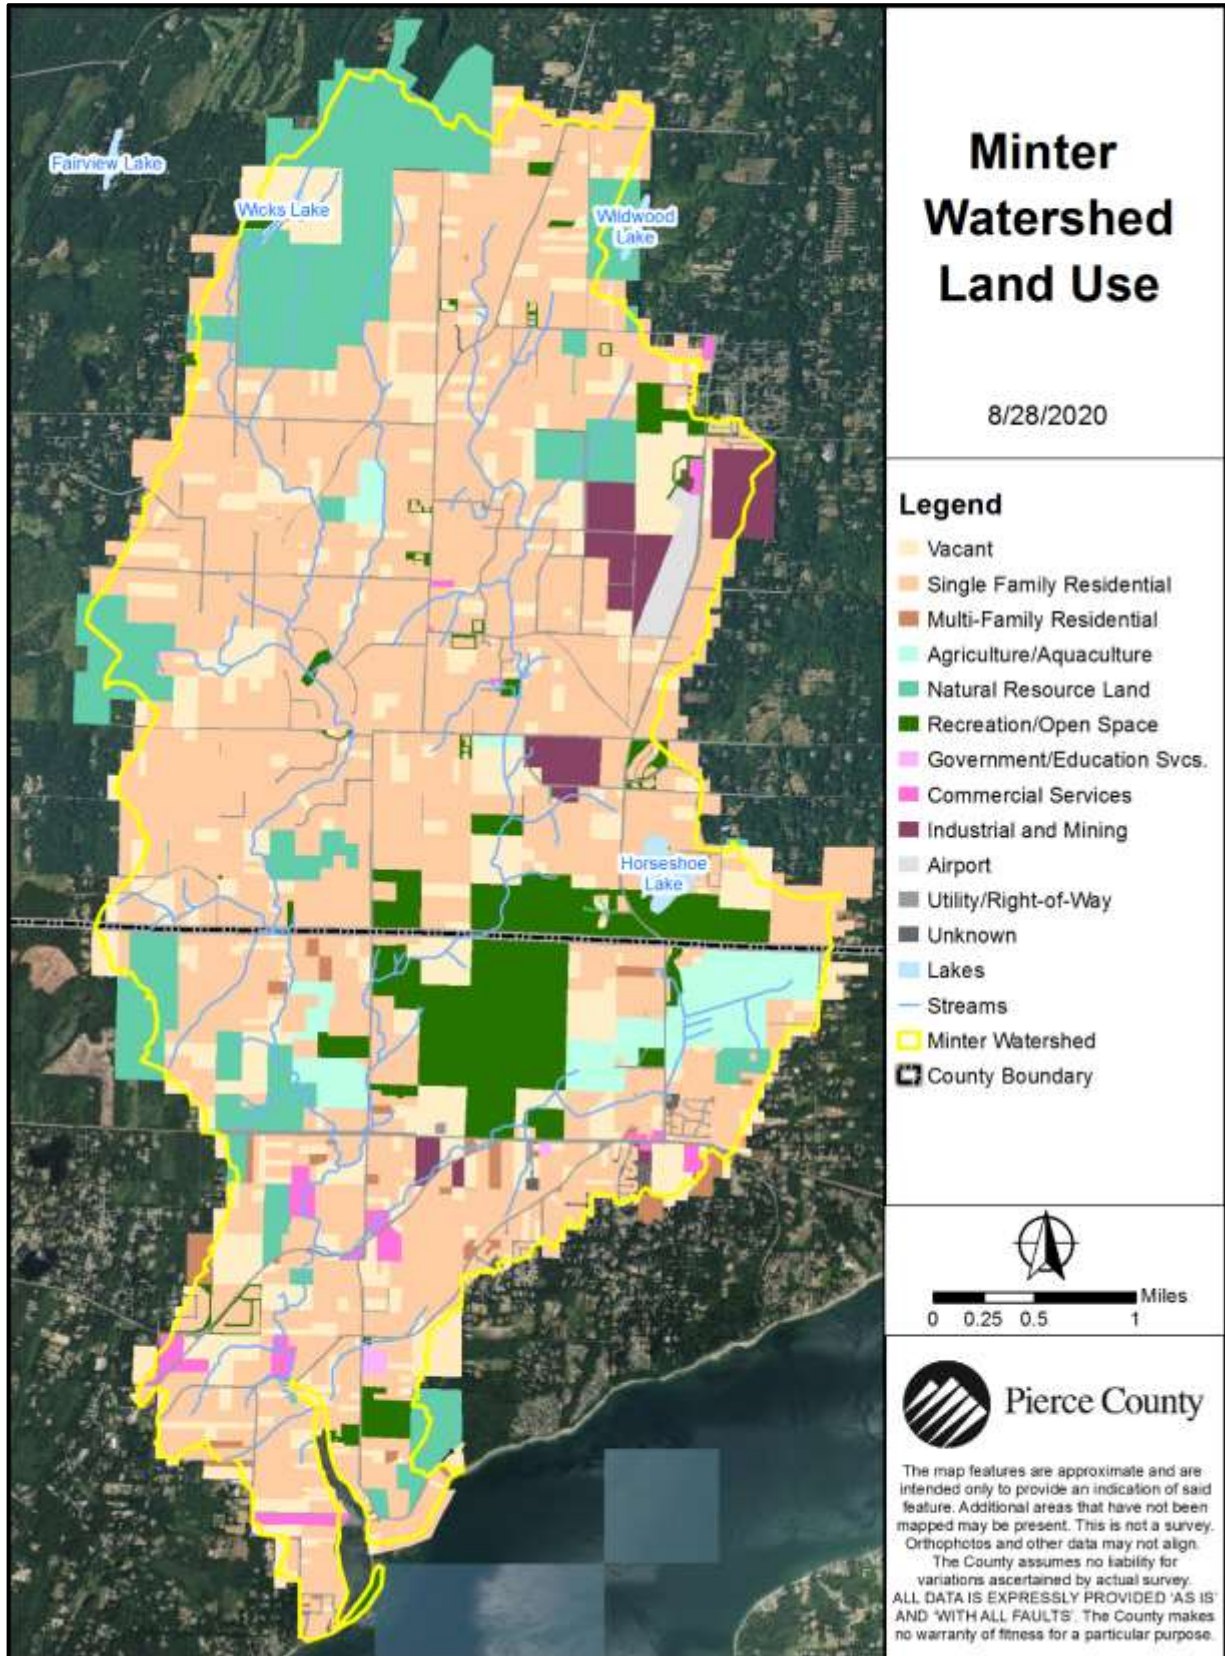 Minter
Watershed
Land Use
8/28/2020
Legend
Vacant
Single Family Residential
Multi-Family Residential
Agriculture/Aquaculture
Natural Resource Land
Recreation/Open Space
Government/Education Svcs.
Commercial Services
Industrial and Mining
Airport
Utility/Right-of-Way
Unknown
Lakes
Streams
Minter Watershed
County Boundary
Fairview Lake
Wicks Lake
Wildwood
Lake
Horseshoe
Lake
Miles
0 0.25 0.5 1
Pierce County
The map features are approximate and are
intended only to provide an indication of said
feature. Additional areas that have not been
mapped may be present. This is not a survey.
Orthophotos and other data may not align.
The County assumes no liability for
variations ascertained by actual survey.
ALL DATA IS EXPRESSLY PROVIDED 'AS IS'
AND 'WITH ALL FAULTS'. The County makes
no warranty of fitness for a particular purpose.